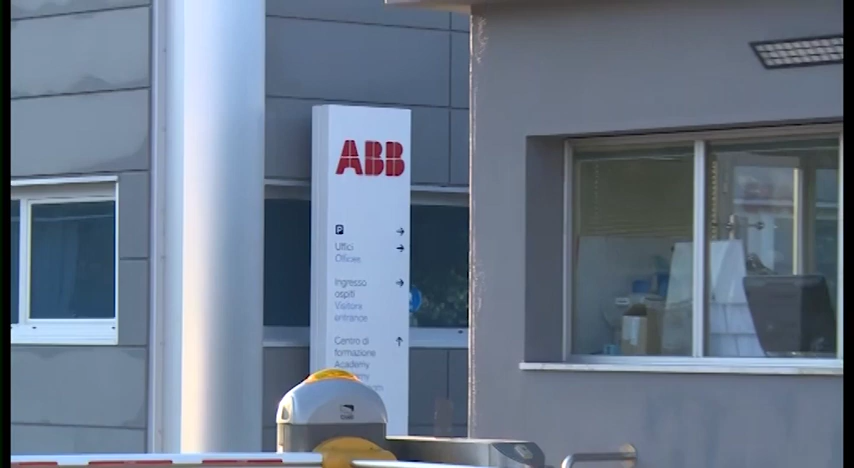 ABB
P
Uffici
Offices
Ingresso
ospiti
Visitors
entrance
Centro di
formazione
Academy